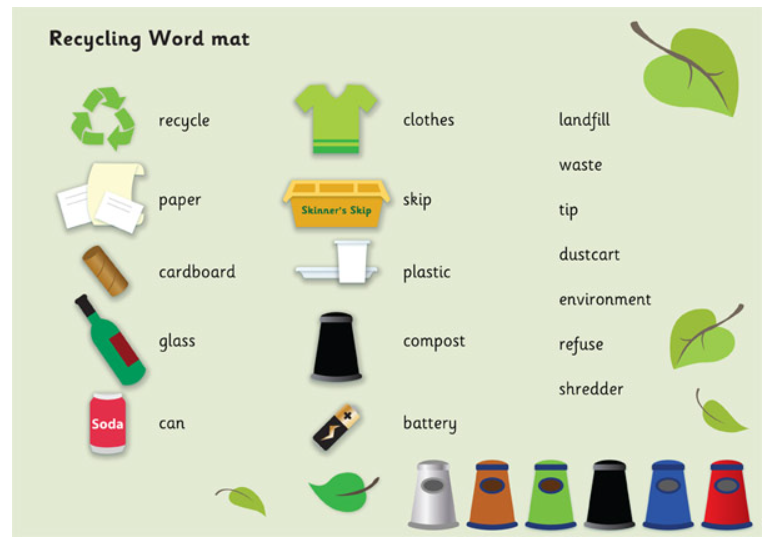 Recycling Word mat
recycle
paper
cardboard
glass
Soda
can
clothes
Skinner's Skip
skip
plastic
compost
battery
landfill
waste
tip
dustcart
environment
refuse
shredder